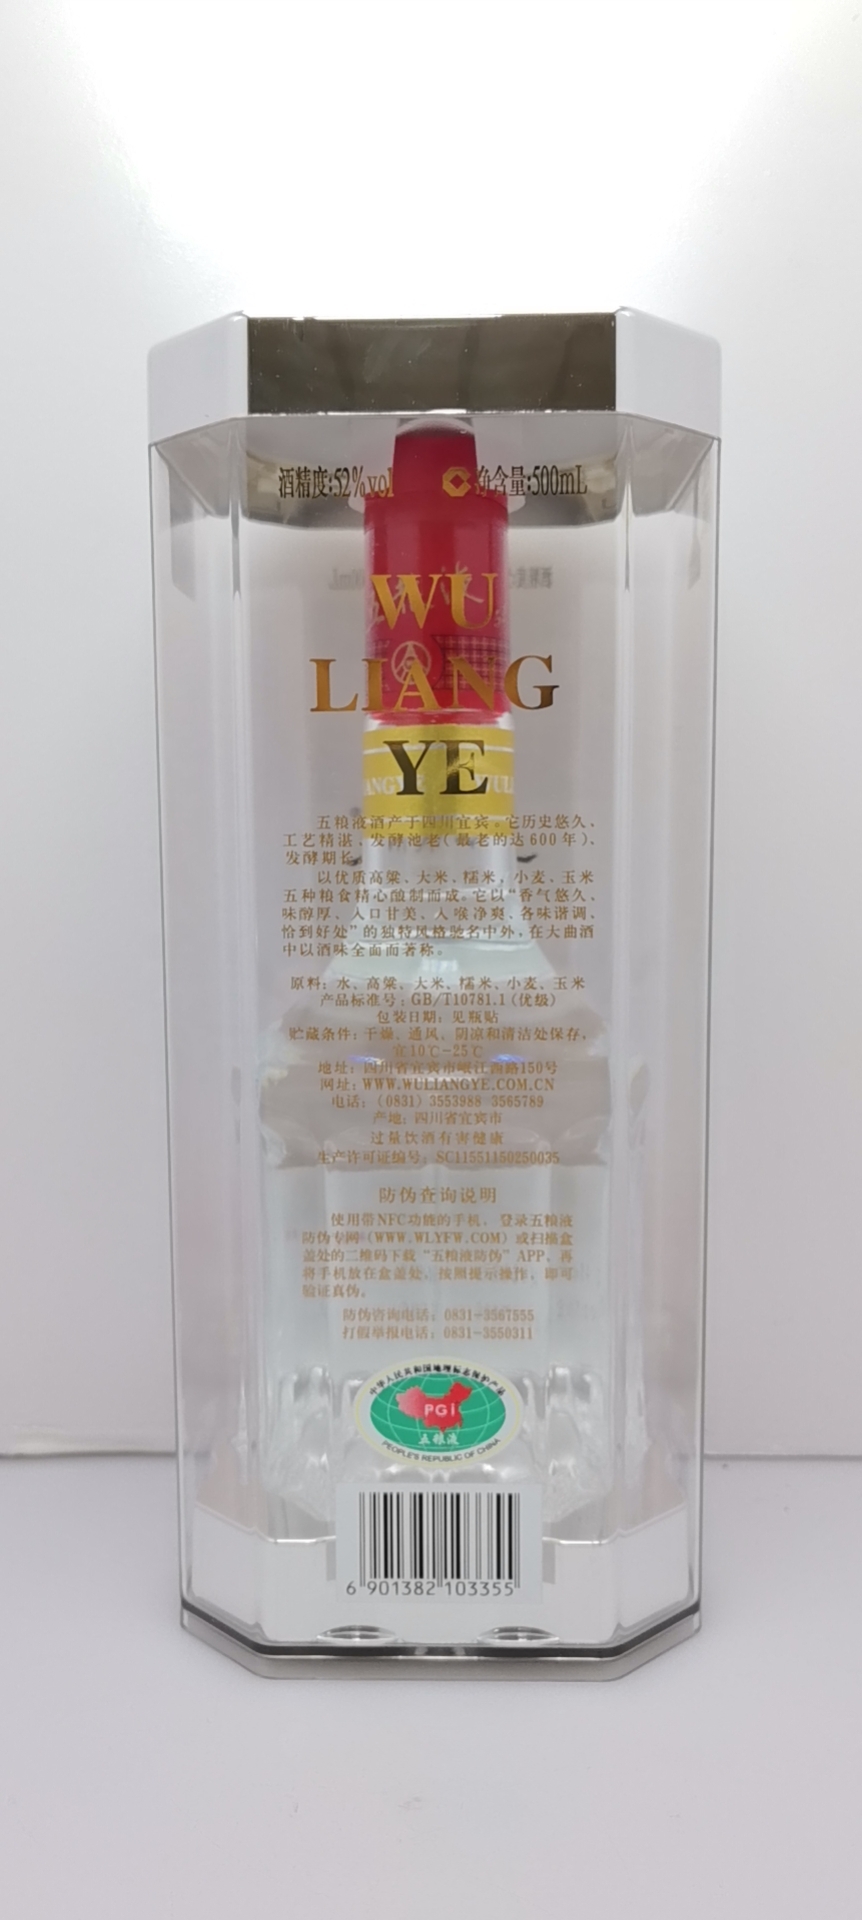 酒精度:52%vol 净含量:500mL
WU
LIANG
YE
五粮液酒产于四川宜宾。它历史悠久、
工艺精湛、发酵池老(最老的达600年)、
发酵期长。
以优质高粱、大米、糯米、小麦、玉米
五种粮食精心酿制而成。它以“香气悠久、
味醇厚、入口甘美、入喉净爽、各味谐调、
恰到好处”的独特风格驰名中外,在大曲酒
中以酒味全面而著称。
原料:水、高粱、大米、糯米、小麦、玉米
产品标准号:GB/T10781.1(优级)
包装日期:见瓶贴
贮藏条件:干燥、通风、阴凉和清洁处保存,
宜10℃-25℃
地址:四川省宜宾市岷江西路150号
网址:WWW.WULIANGYE.COM.CN
电话:(0831)3553988 3565789
产地:四川省宜宾市
过量饮酒有害健康
生产许可证编号:SC11551150250035
防伪查询说明
使用带NFC功能的手机,登录五粮液
防伪专网(WWW.WLYFW.COM)或扫描盒
盖处的二维码下载“五粮液防伪”APP,再
将手机放在盒盖处,按照提示操作,即可
验证真伪。
防伪咨询电话:0831-3567555
打假举报电话:0831-3550311
中华人民共和国地理标志保护产品
PGI
五粮液
PEOPLE'S REPUBLIC OF CHINA
6 901382 103355